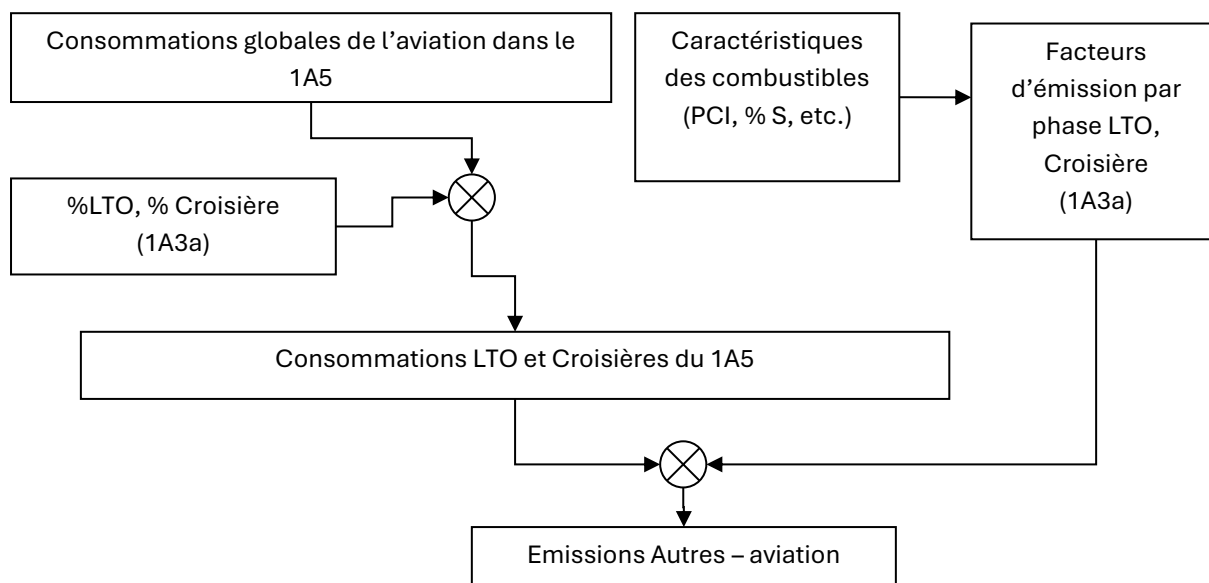 Consommations globales de l’aviation dans le
1A5
Caractéristiques
des combustibles
(PCI, % S, etc.)
Facteurs
d’émission par
phase LTO,
Croisière
(1A3a)
%LTO, % Croisière
(1A3a)
Consommations LTO et Croisières du 1A5
Emissions Autres – aviation